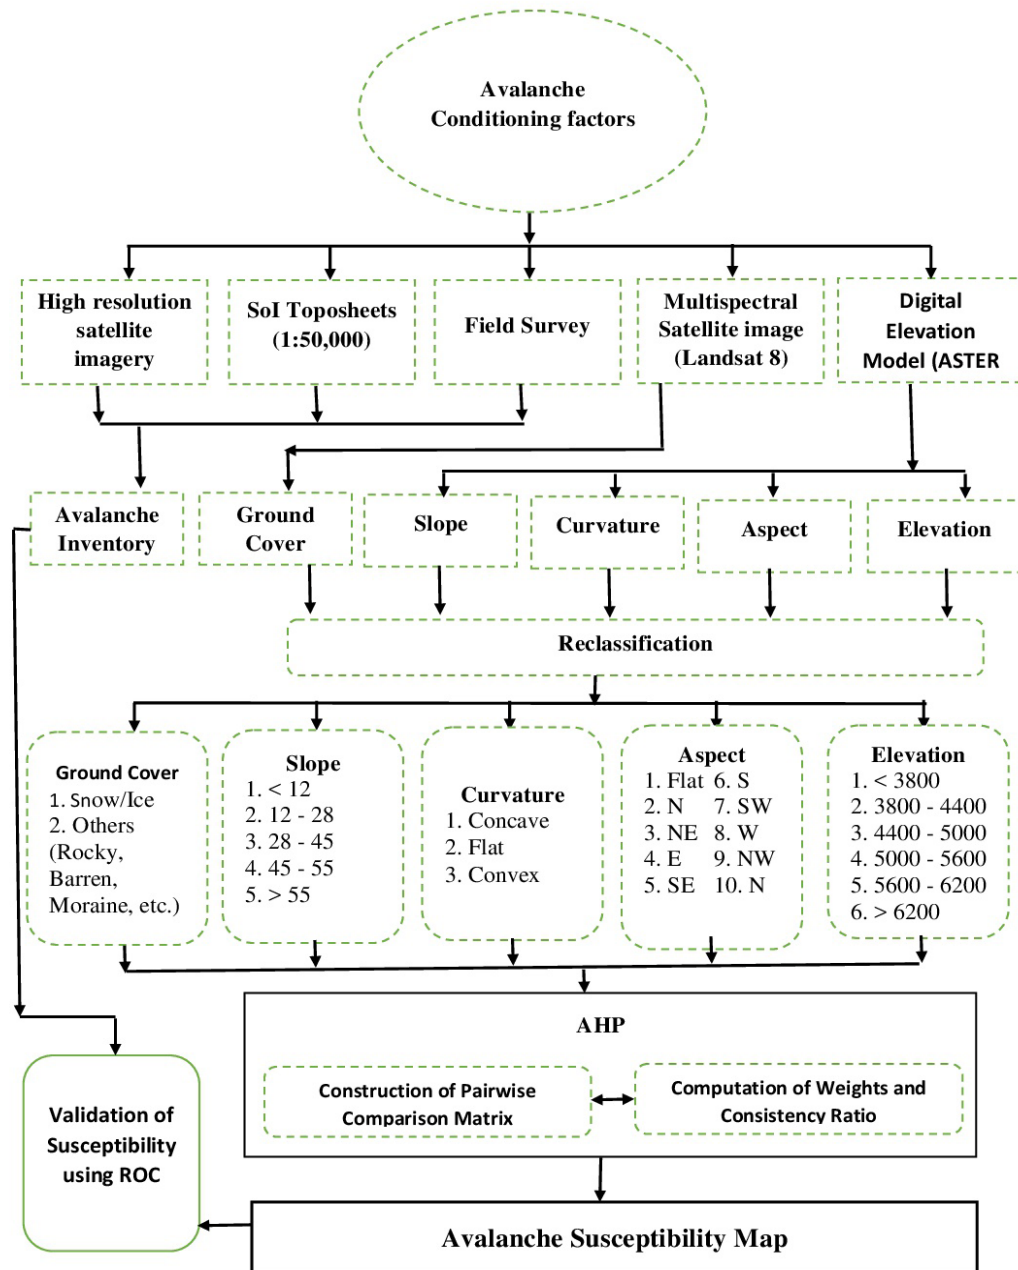 Avalanche
Conditioning factors
High resolution
satellite
imagery
SoI Toposheets
(1:50,000)
Field Survey
Multispectral
Satellite image
(Landsat 8)
Digital
Elevation
Model (ASTER
Avalanche
Inventory
Ground
Cover
Slope
Curvature
Aspect
Elevation
Reclassification
Ground Cover
1. Snow/Ice
2. Others
(Rocky,
Barren,
Moraine, etc.)
Slope
1. < 12
2. 12 - 28
3. 28 - 45
4. 45 - 55
5. > 55
Curvature
1. Concave
2. Flat
3. Convex
Aspect
1. Flat 6. S
2. N 7. SW
3. NE 8. W
4. E 9. NW
5. SE 10. N
Elevation
1. < 3800
2. 3800 - 4400
3. 4400 - 5000
4. 5000 - 5600
5. 5600 - 6200
6. > 6200
AHP
Construction of Pairwise
Comparison Matrix
Computation of Weights and
Consistency Ratio
Validation of
Susceptibility
using ROC
Avalanche Susceptibility Map